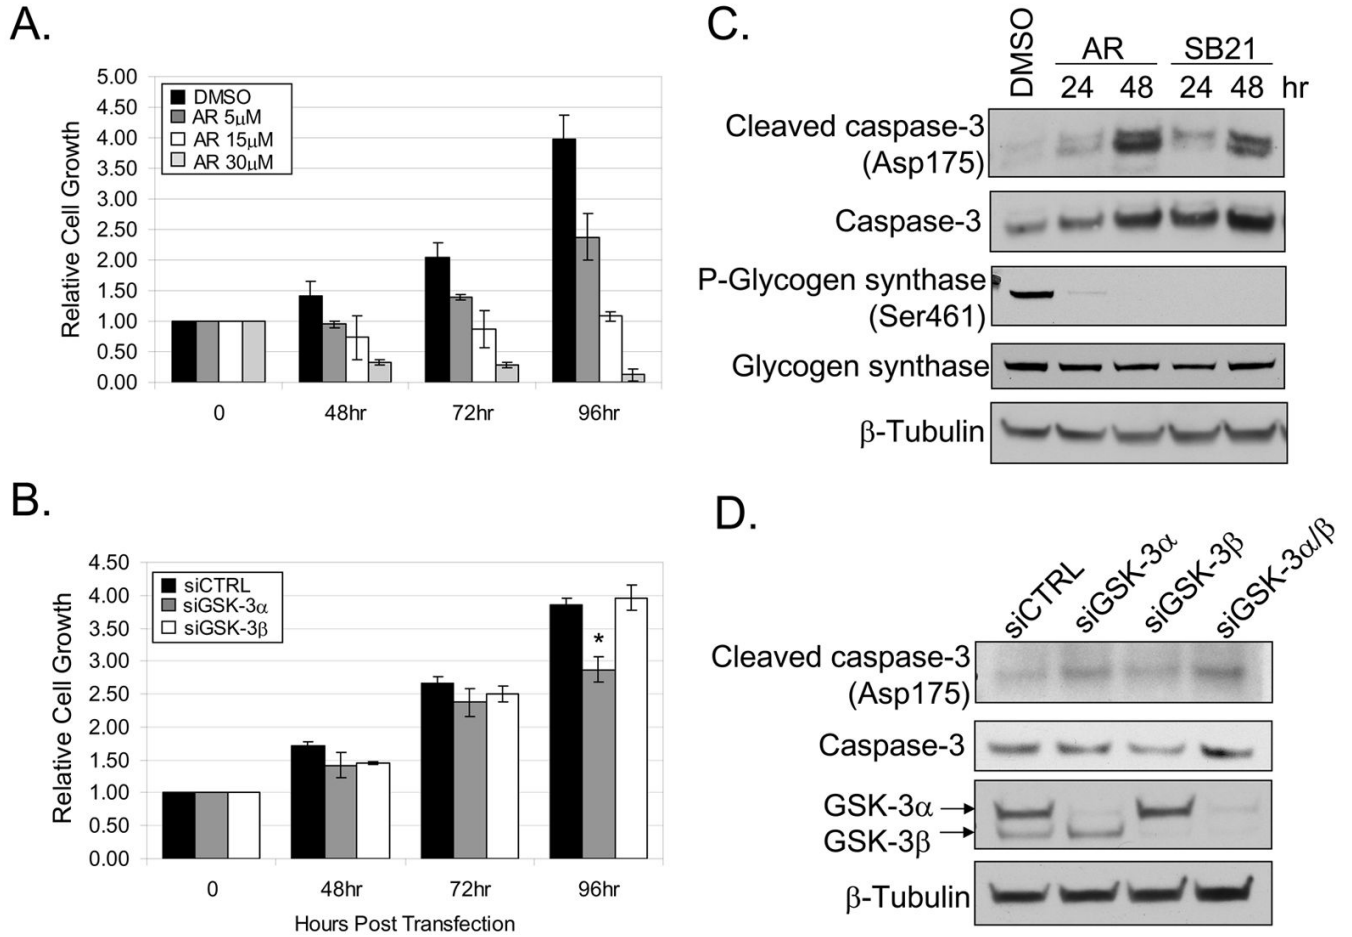 A.
5.00
4.50
4.00
3.50
3.00
2.50
2.00
1.50
1.00
0.50
0.00
Relative Cell Growth
DMSO
AR 5μM
AR 15μM
AR 30μM
0 48hr 72hr 96hr
B.
4.50
4.00
3.50
3.00
2.50
2.00
1.50
1.00
0.50
0.00
Relative Cell Growth
siCTRL
siGSK-3α
siGSK-3β
*
0 48hr 72hr 96hr
Hours Post Transfection
C.
DMSO
AR SB21
24 48 24 48 hr
Cleaved caspase-3
(Asp175)
Caspase-3
P-Glycogen synthase
(Ser461)
Glycogen synthase
β-Tubulin
D.
siCTRL
siGSK-3α
siGSK-3β
siGSK-3α/β
Cleaved caspase-3
(Asp175)
Caspase-3
GSK-3α
GSK-3β
β-Tubulin